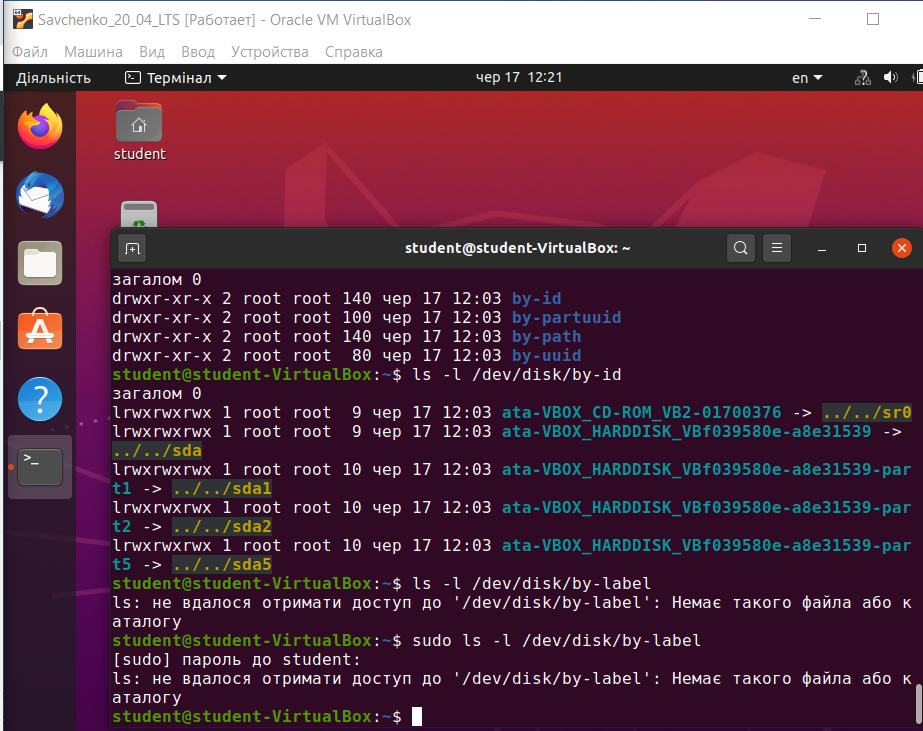 Savchenko_20_04_LTS [Работает] - Oracle VM VirtualBox
Файл Машина Вид Ввод Устройства Справка
Діяльність Термінал чер 17 12:21 en
student
student@student-VirtualBox: ~
загалом 0
drwxr-xr-x 2 root root 140 чер 17 12:03 by-id
drwxr-xr-x 2 root root 100 чер 17 12:03 by-partuuid
drwxr-xr-x 2 root root 140 чер 17 12:03 by-path
drwxr-xr-x 2 root root  80 чер 17 12:03 by-uuid
student@student-VirtualBox:~$ ls -l /dev/disk/by-id
загалом 0
lrwxrwxrwx 1 root root  9 чер 17 12:03 ata-VBOX_CD-ROM_VB2-01700376 -> ../../sr0
lrwxrwxrwx 1 root root  9 чер 17 12:03 ata-VBOX_HARDDISK_VBf039580e-a8e31539 ->
../../sda
lrwxrwxrwx 1 root root 10 чер 17 12:03 ata-VBOX_HARDDISK_VBf039580e-a8e31539-par
t1 -> ../../sda1
lrwxrwxrwx 1 root root 10 чер 17 12:03 ata-VBOX_HARDDISK_VBf039580e-a8e31539-par
t2 -> ../../sda2
lrwxrwxrwx 1 root root 10 чер 17 12:03 ata-VBOX_HARDDISK_VBf039580e-a8e31539-par
t5 -> ../../sda5
student@student-VirtualBox:~$ ls -l /dev/disk/by-label
ls: не вдалося отримати доступ до '/dev/disk/by-label': Немає такого файла або к
аталогу
student@student-VirtualBox:~$ sudo ls -l /dev/disk/by-label
[sudo] пароль до student:
ls: не вдалося отримати доступ до '/dev/disk/by-label': Немає такого файла або к
аталогу
student@student-VirtualBox:~$